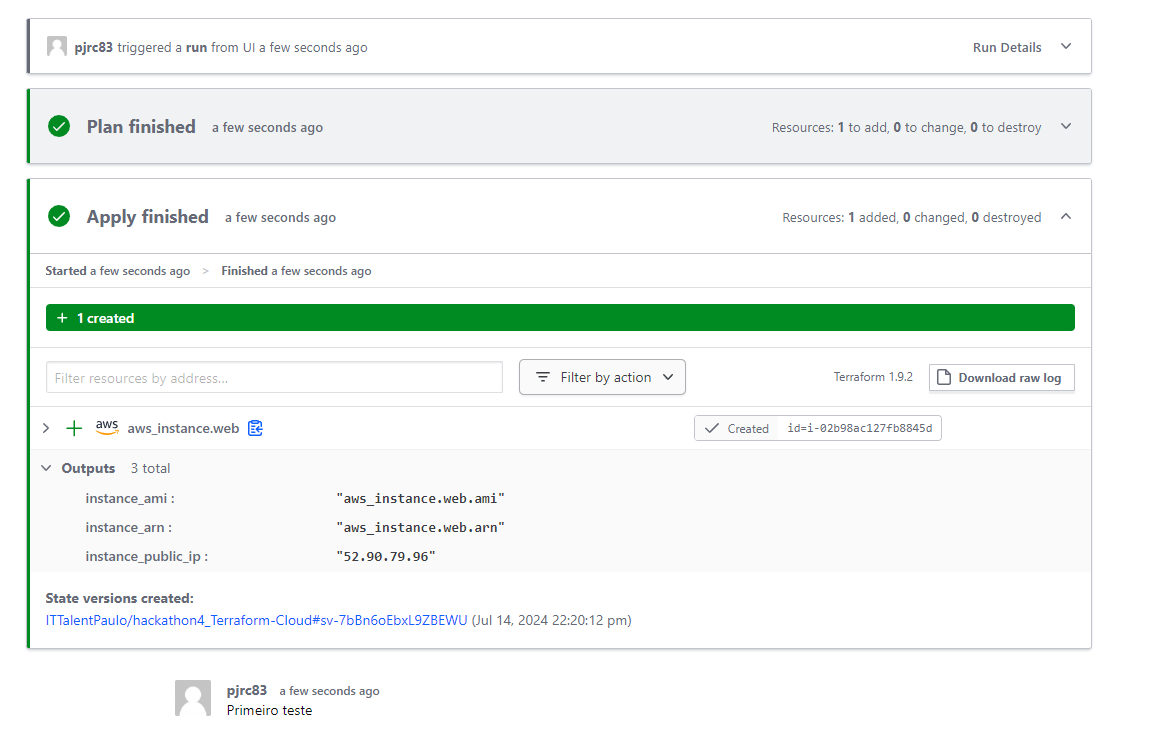 pjrc83 triggered a run from UI a few seconds ago
Run Details
Plan finished a few seconds ago
Resources: 1 to add, 0 to change, 0 to destroy
Apply finished a few seconds ago
Resources: 1 added, 0 changed, 0 destroyed
Started a few seconds ago > Finished a few seconds ago
+ 1 created
Filter resources by address...
Filter by action
Terraform 1.9.2
Download raw log
aws aws_instance.web
Created id=i-02b98ac127fb8845d
Outputs 3 total
instance_ami : "aws_instance.web.ami"
instance_arn : "aws_instance.web.arn"
instance_public_ip : "52.90.79.96"
State versions created:
ITTalentPaulo/hackathon4_Terraform-Cloud#sv-7bBn6oEbxL9ZBEWU (Jul 14, 2024 22:20:12 pm)
pjrc83 a few seconds ago
Primeiro teste